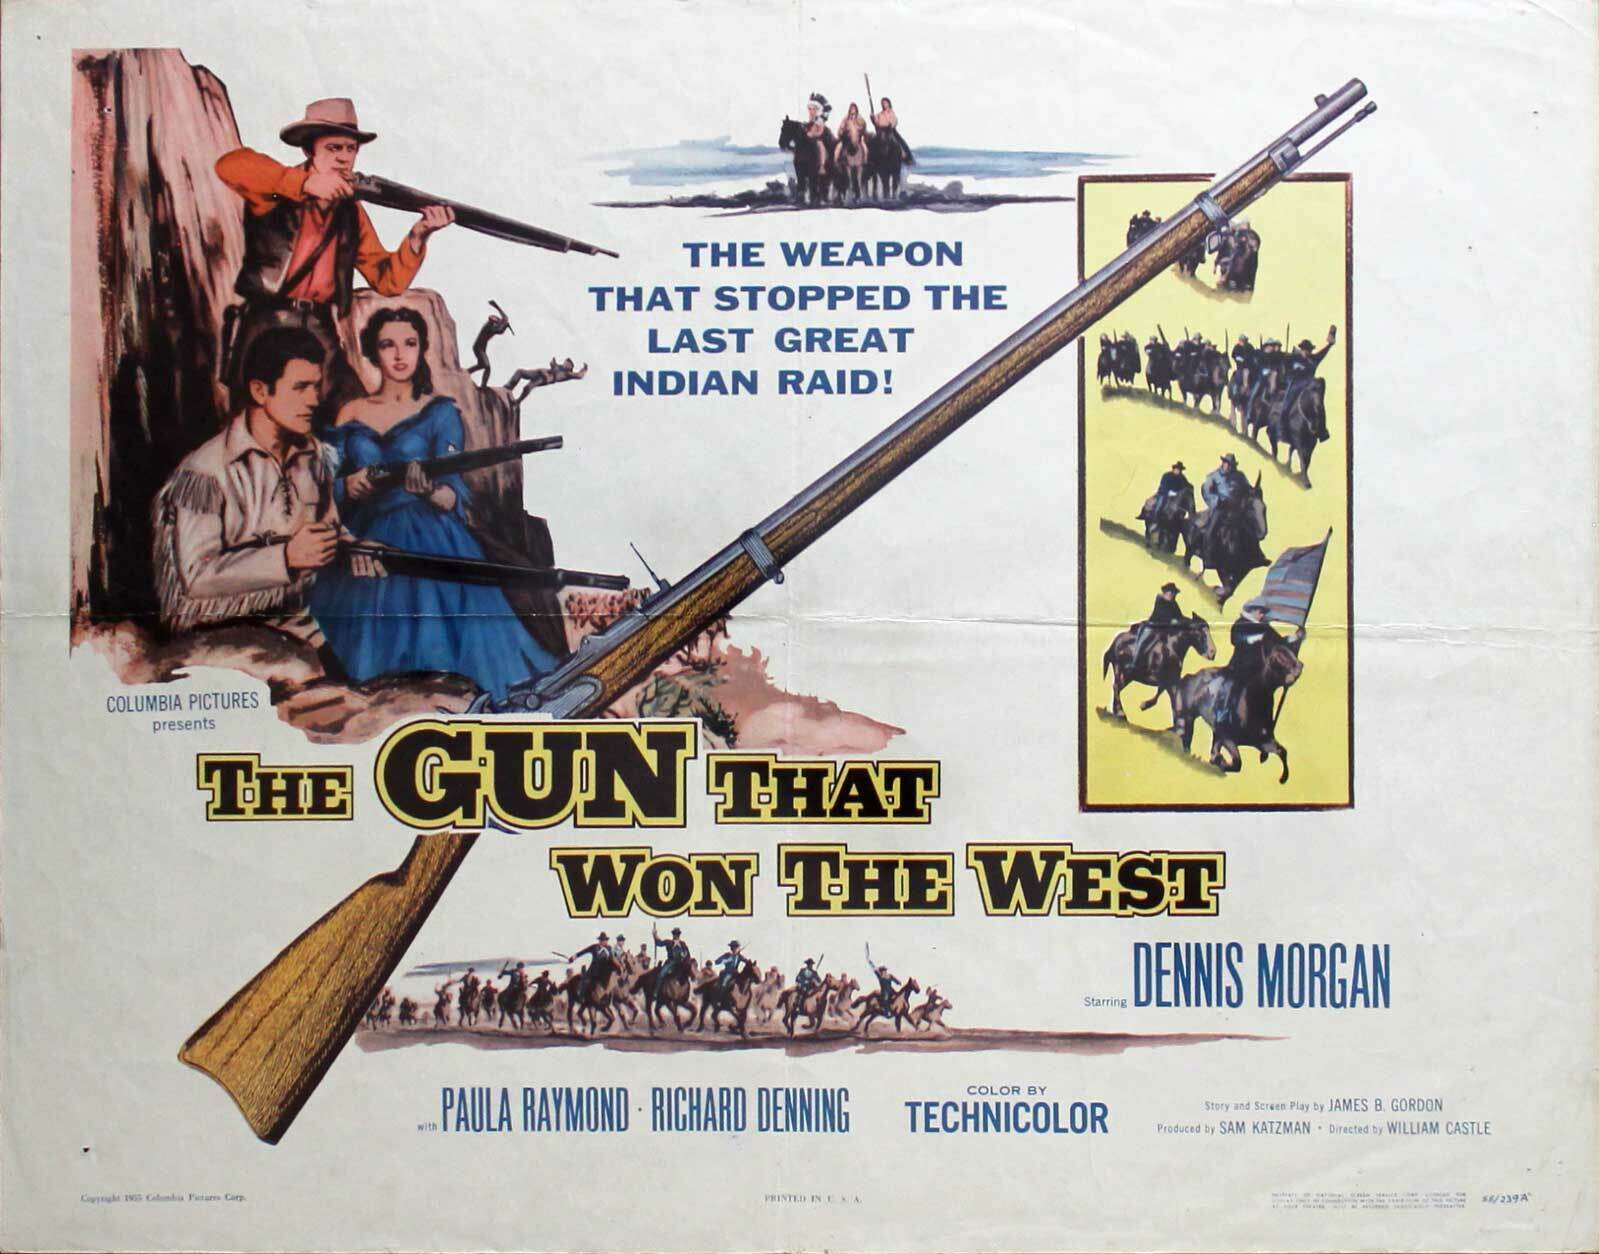 THE WEAPON
THAT STOPPED THE
LAST GREAT
INDIAN RAID!
COLUMBIA PICTURES
presents
THE GUN THAT
WON THE WEST
Starring DENNIS MORGAN
with PAULA RAYMOND · RICHARD DENNING
COLOR BY
TECHNICOLOR
Story and Screen Play by JAMES B. GORDON
Produced by SAM KATZMAN · Directed by WILLIAM CASTLE
Copyright 1955 Columbia Pictures Corp.
PRINTED IN U. S. A.
55/239A